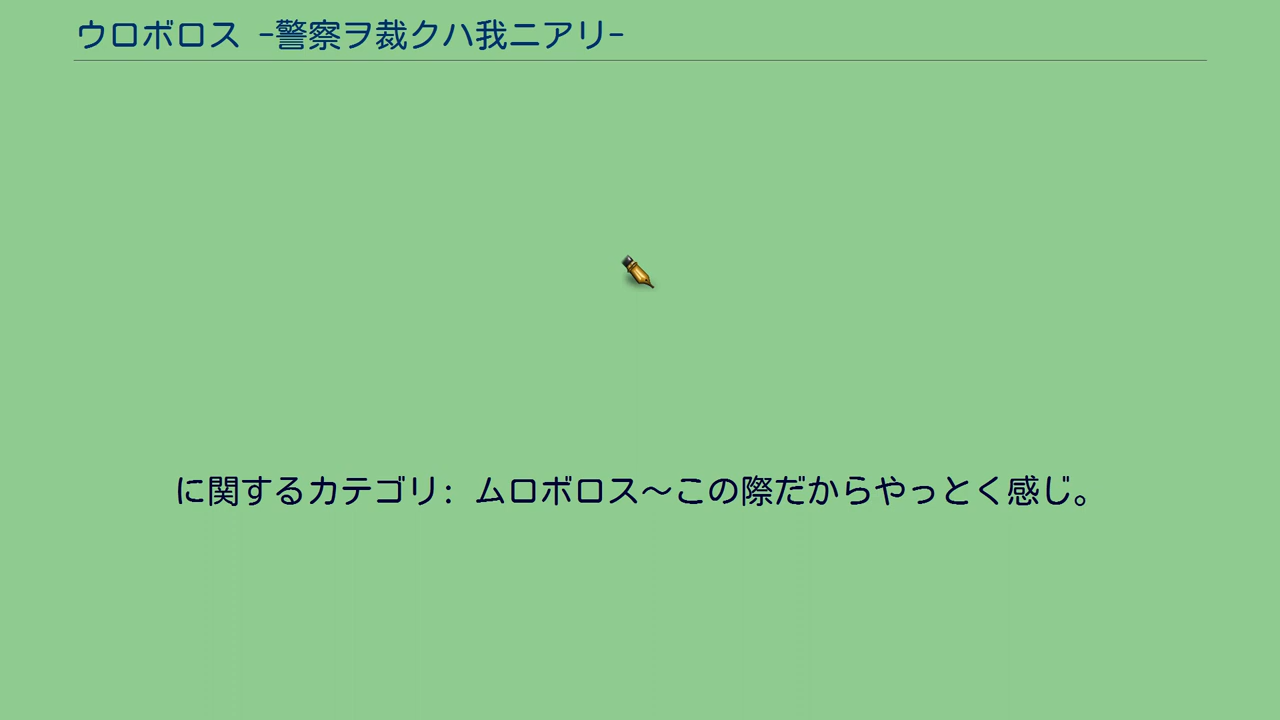 ウロボロス -警察ヲ裁クハ我ニアリ-
に関するカテゴリ: ムロボロス～この際だからやっとく感じ。